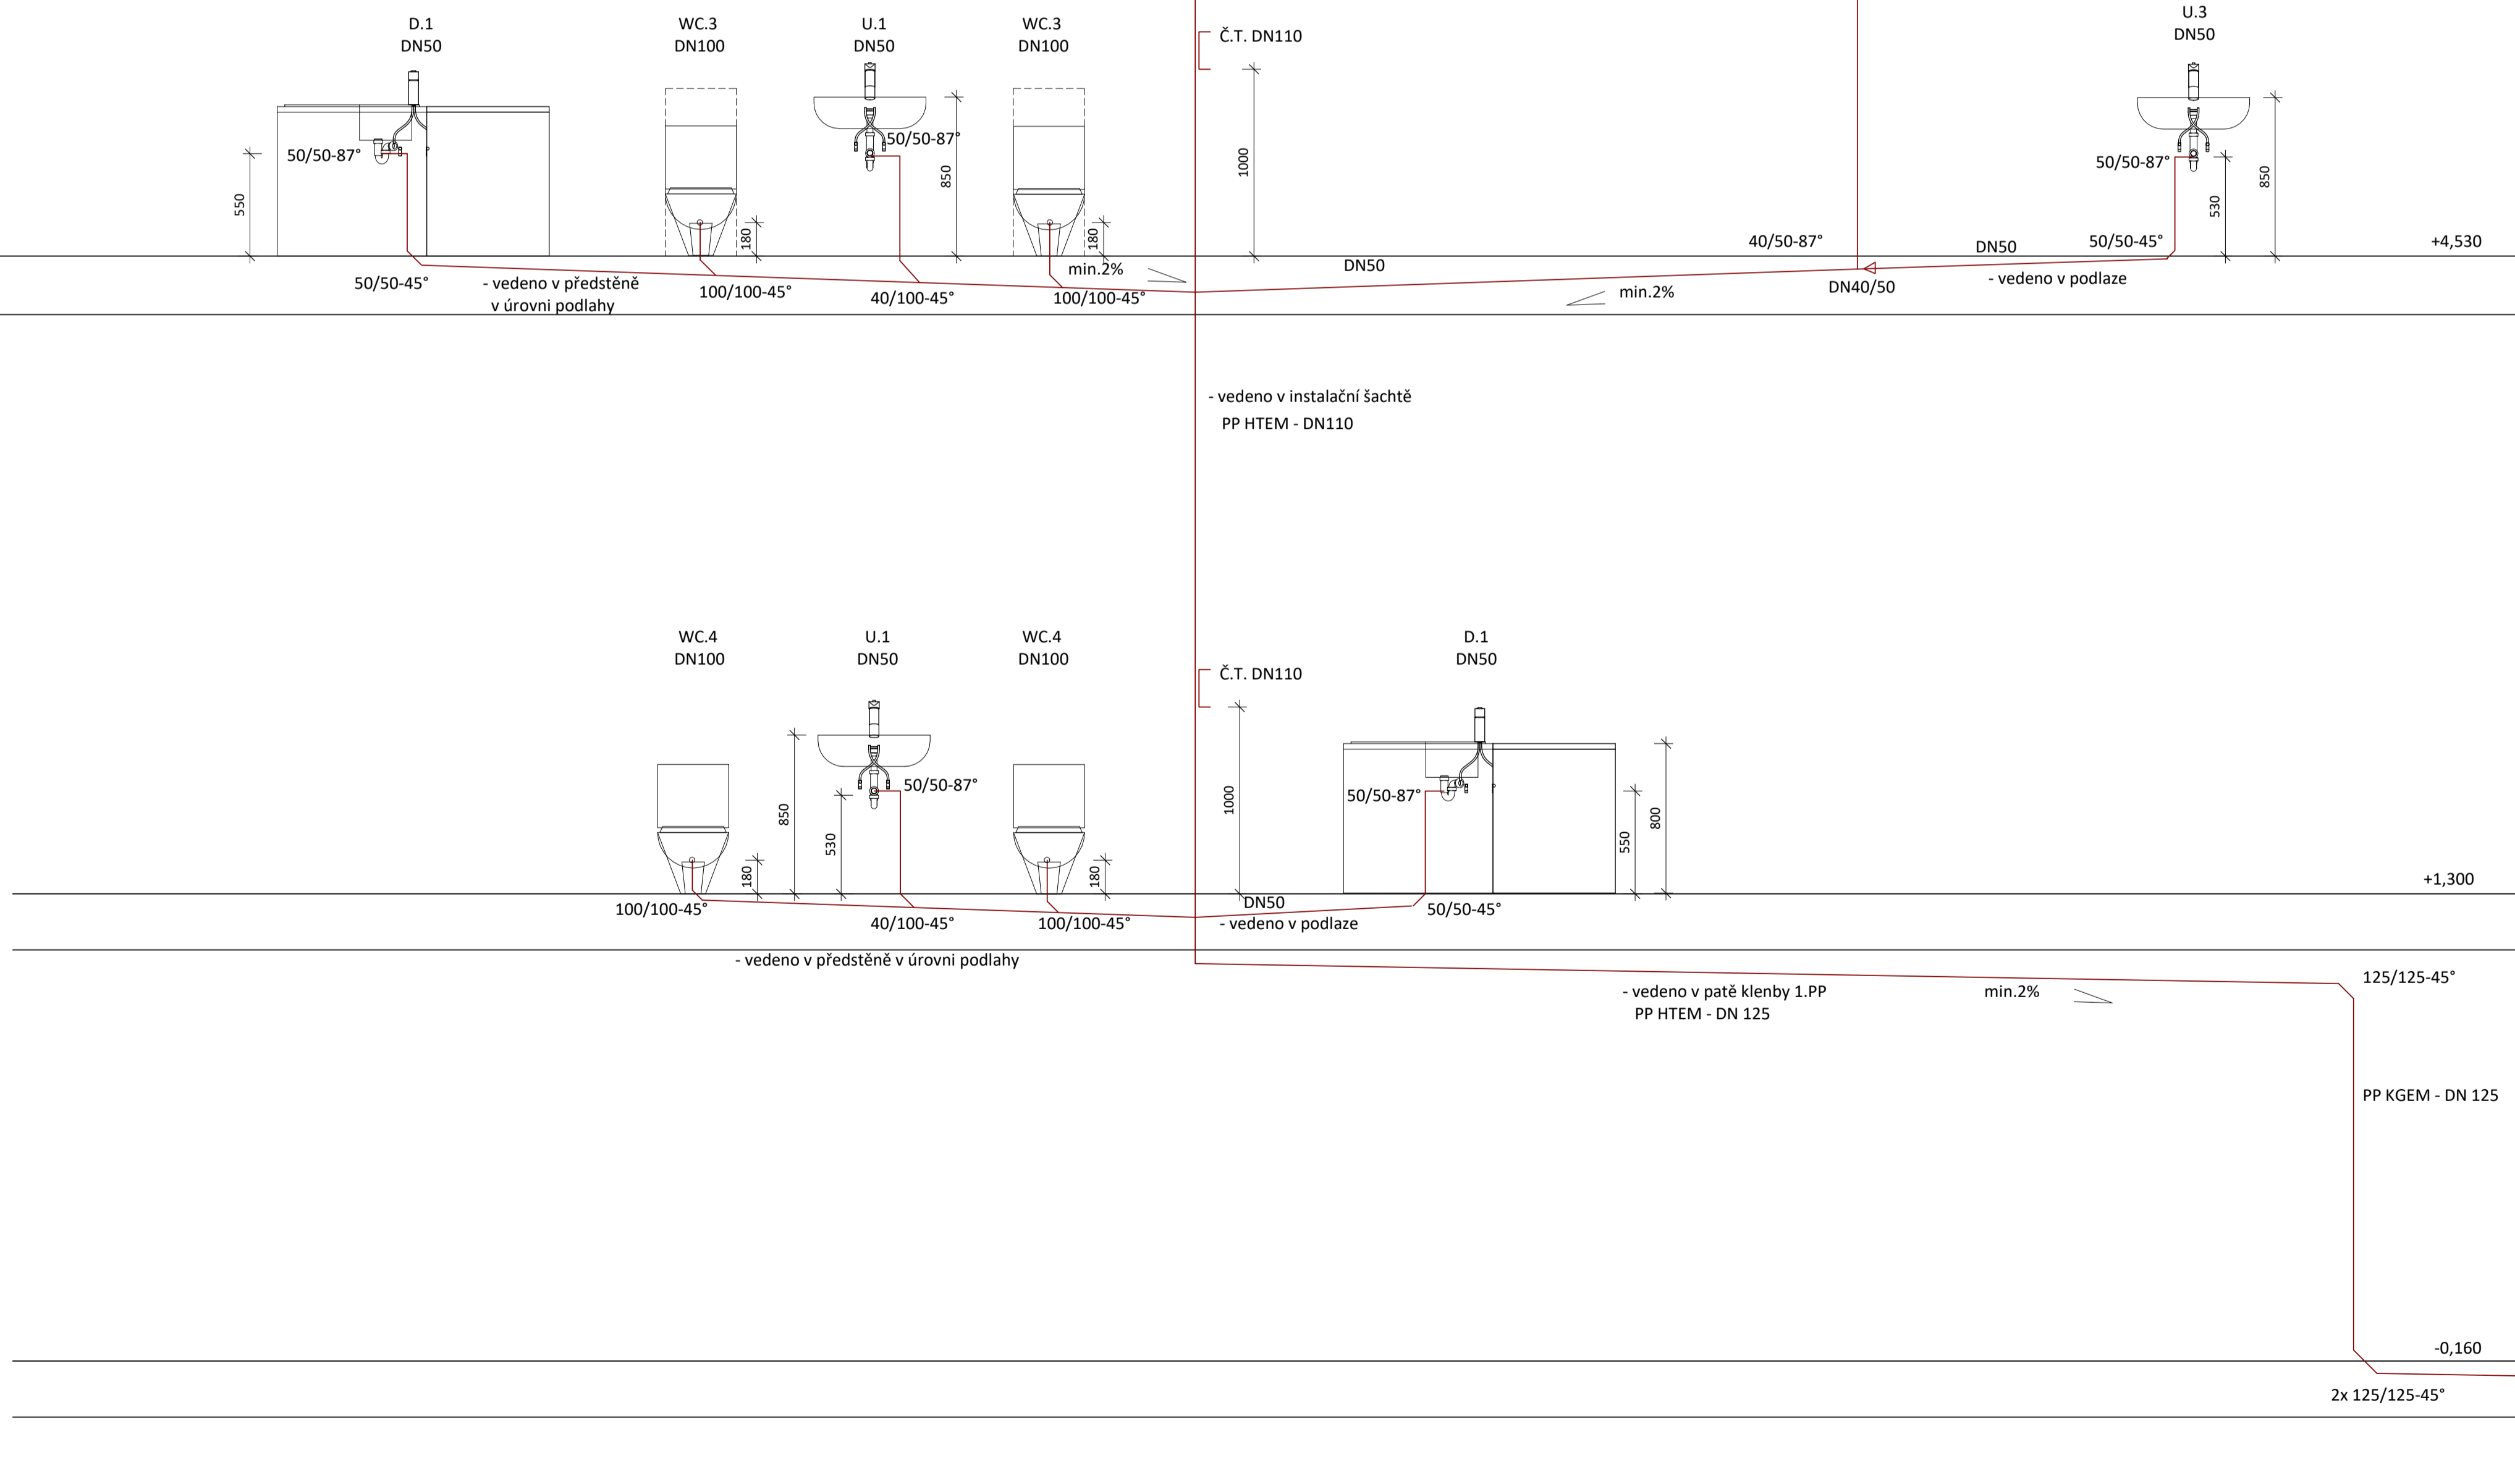 D.1
DN50
WC.3
DN100
U.1
DN50
WC.3
DN100
Č.T. DN110
U.3
DN50
50/50-87°
550
180
50/50-87°
850
180
1000
50/50-87°
530
850
50/50-45°
- vedeno v předstěně
v úrovni podlahy
100/100-45°
40/100-45°
min.2%
100/100-45°
DN50
min.2%
40/50-87°
DN40/50
DN50
- vedeno v podlaze
50/50-45°
+4,530
- vedeno v instalační šachtě
PP HTEM - DN110
WC.4
DN100
U.1
DN50
WC.4
DN100
Č.T. DN110
D.1
DN50
180
850
530
50/50-87°
180
1000
50/50-87°
550
800
+1,300
100/100-45°
40/100-45°
100/100-45°
DN50
- vedeno v podlaze
50/50-45°
- vedeno v předstěně v úrovni podlahy
- vedeno v patě klenby 1.PP
PP HTEM - DN 125
min.2%
125/125-45°
PP KGEM - DN 125
-0,160
2x 125/125-45°